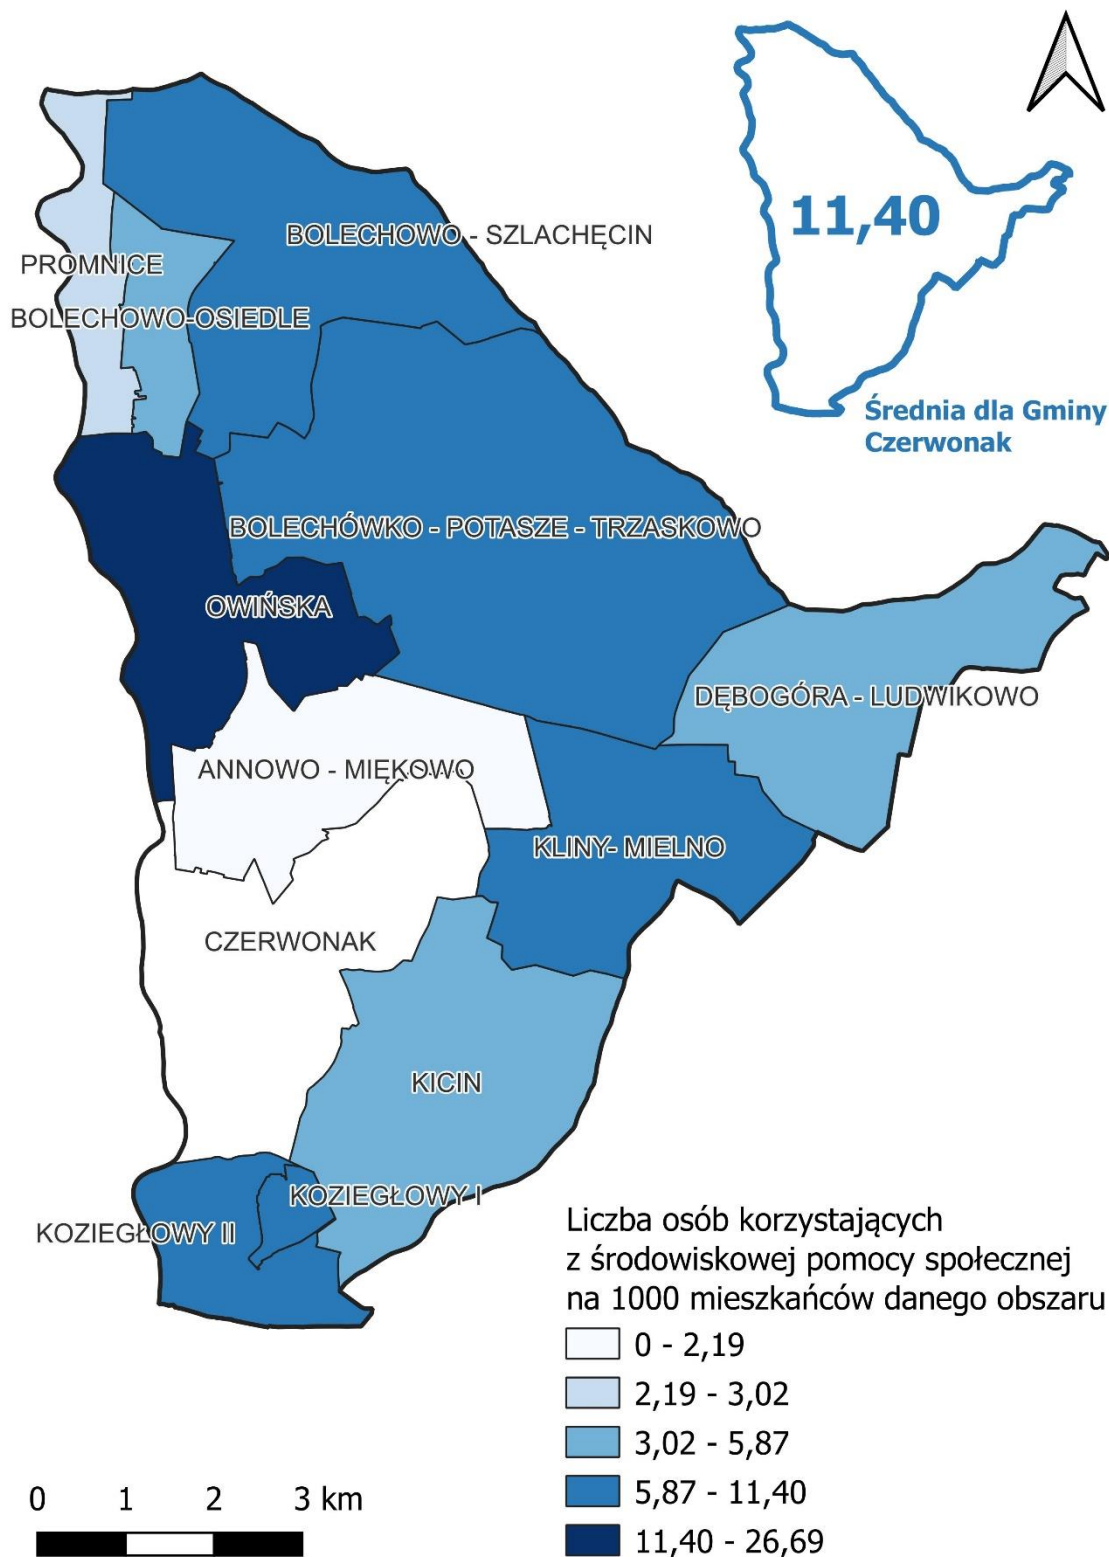 11,40
Średnia dla Gminy
Czerwonak
BOLECHOWO - SZLACHĘCIN
PROMNICE
BOLECHOWO-OSIEDLE
BOLECHÓWKO - POTASZE - TRZASKOWO
OWIŃSKA
DĘBOGÓRA - LUDWIKOWO
ANNOWO - MIĘKOWO
KLINY- MIELNO
CZERWONAK
KICIN
KOZIEGŁOWY I
KOZIEGŁOWY II
Liczba osób korzystających
z środowiskowej pomocy społecznej
na 1000 mieszkańców danego obszaru
0 - 2,19
2,19 - 3,02
3,02 - 5,87
5,87 - 11,40
11,40 - 26,69
0 1 2 3 km